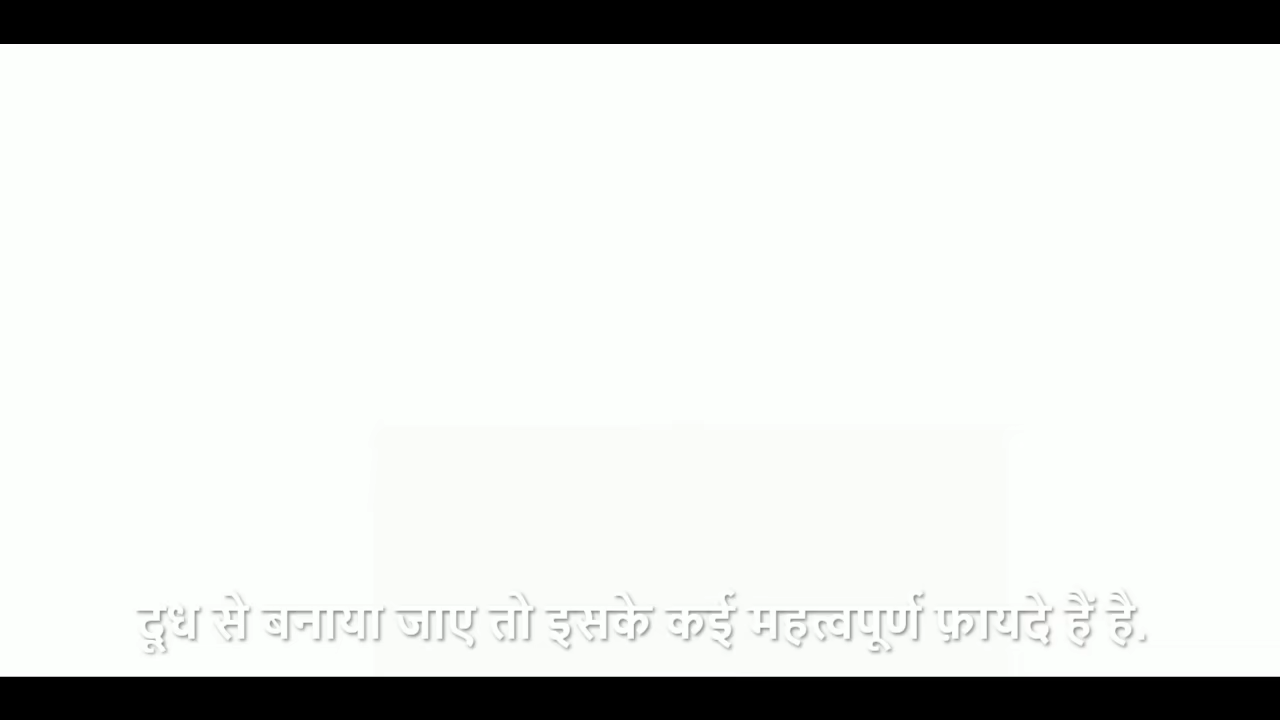 दूध से बनाया जाए तो इसके कई महत्वपूर्ण फ़ायदे हैं है.